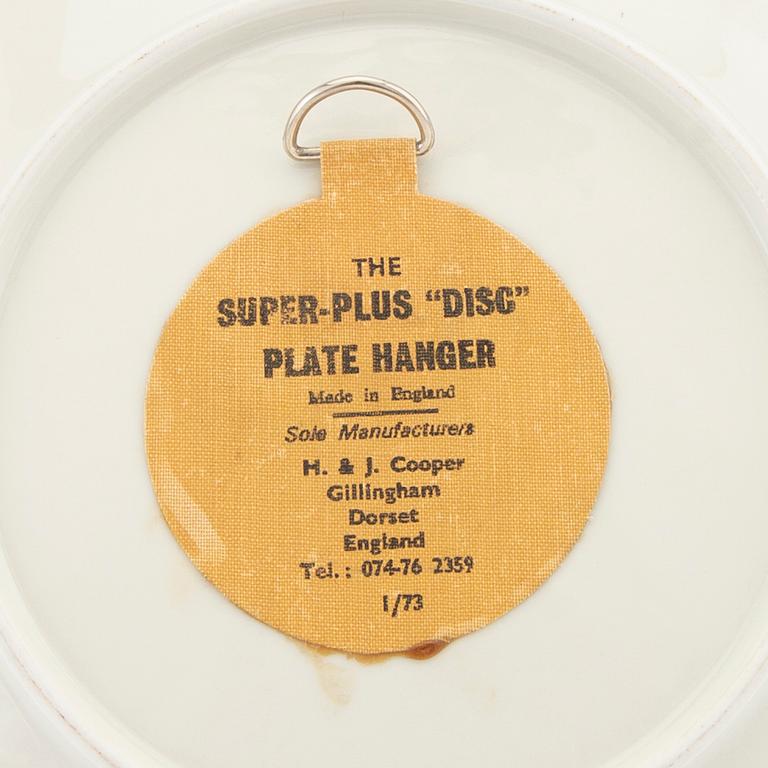 THE
SUPER-PLUS “DISC”
PLATE HANGER
Made in England
Sole Manufacturers
H. & J. Cooper
Gillingham
Dorset
England
Tel.: 074-76 2359
1/73